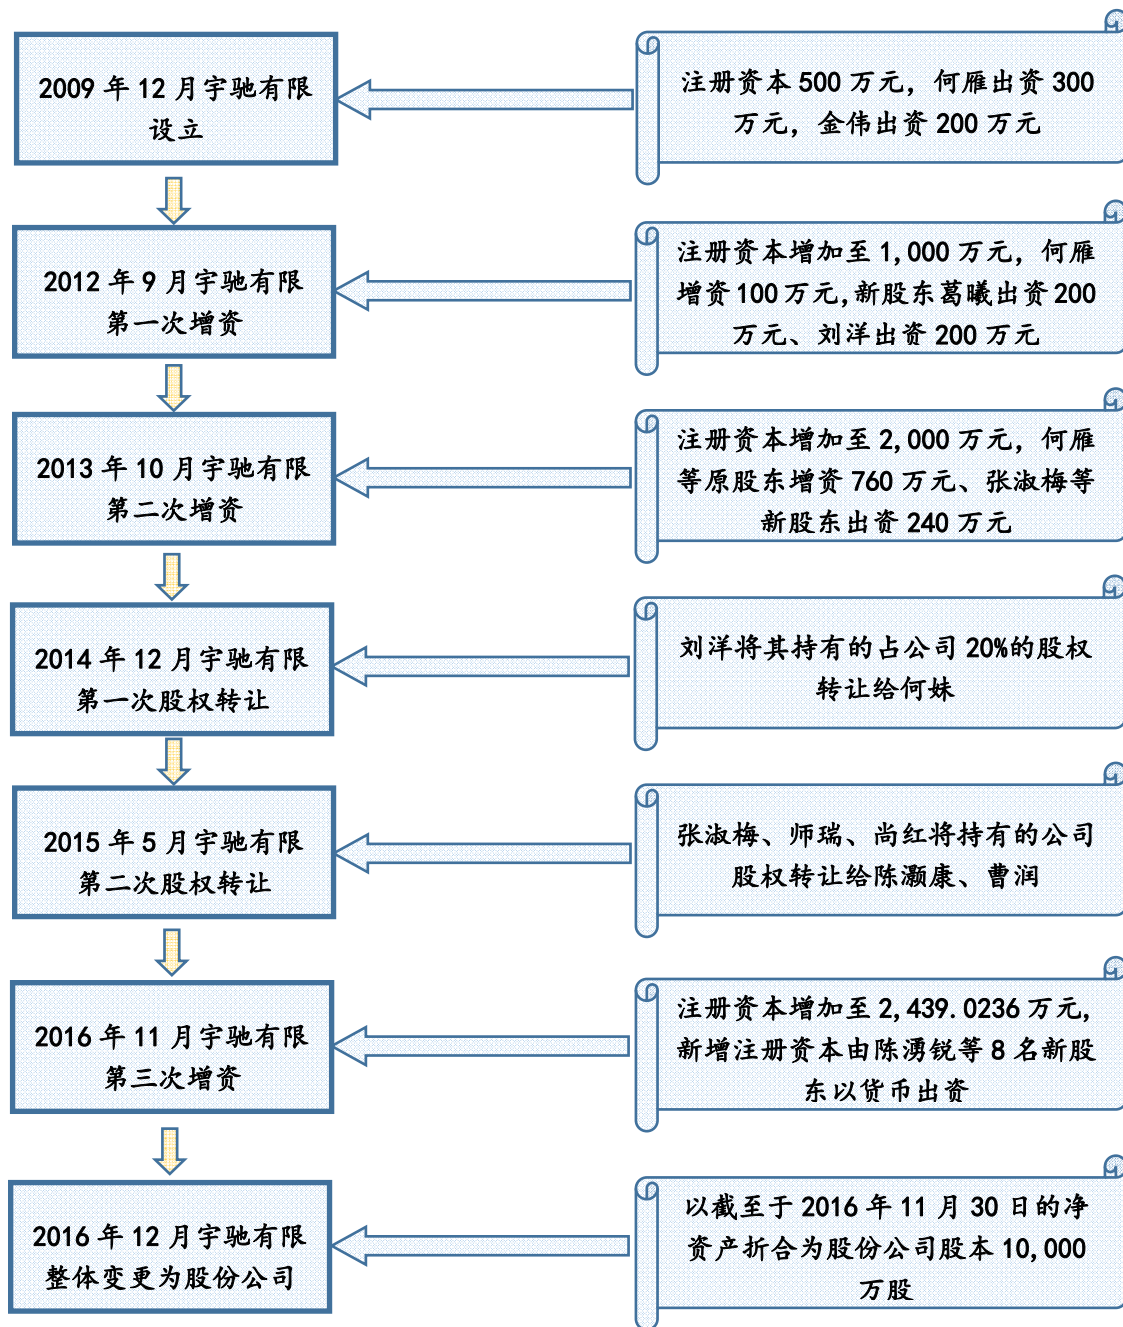 2009 年 12 月宇驰有限
设立
注册资本 500 万元，何雁出资 300
万元，金伟出资 200 万元
2012 年 9 月宇驰有限
第一次增资
注册资本增加至 1,000 万元，何雁
增资 100 万元,新股东葛曦出资 200
万元、刘洋出资 200 万元
2013 年 10 月宇驰有限
第二次增资
注册资本增加至 2,000 万元，何雁
等原股东增资 760 万元、张淑梅等
新股东出资 240 万元
2014 年 12 月宇驰有限
第一次股权转让
刘洋将其持有的占公司 20%的股权
转让给何妹
2015 年 5 月宇驰有限
第二次股权转让
张淑梅、师瑞、尚红将持有的公司
股权转让给陈灏康、曹润
2016 年 11 月宇驰有限
第三次增资
注册资本增加至 2,439.0236 万元,
新增注册资本由陈湧锐等 8 名新股
东以货币出资
2016 年 12 月宇驰有限
整体变更为股份公司
以截至于 2016 年 11 月 30 日的净
资产折合为股份公司股本 10,000
万股